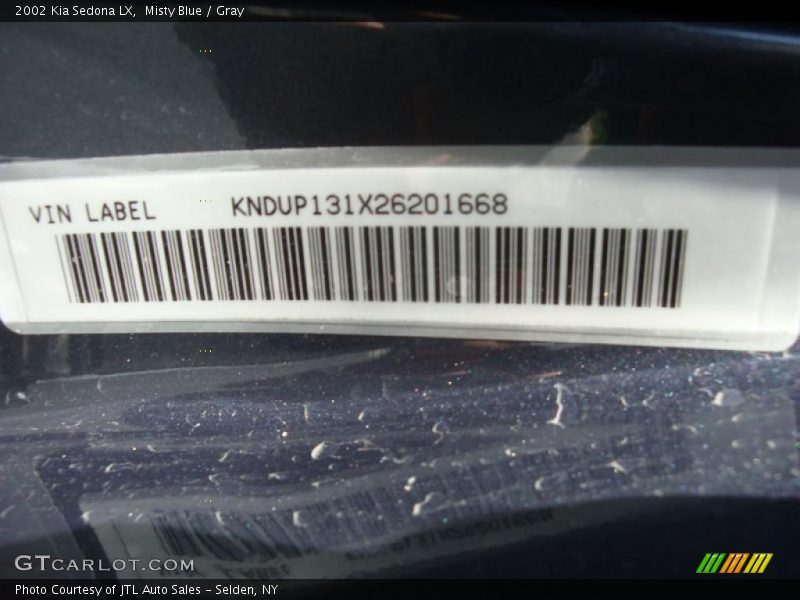 2002 Kia Sedona LX, Misty Blue / Gray
VIN LABEL KNDUP131X26201668
GTCARLOT.COM
Photo Courtesy of JTL Auto Sales - Selden, NY